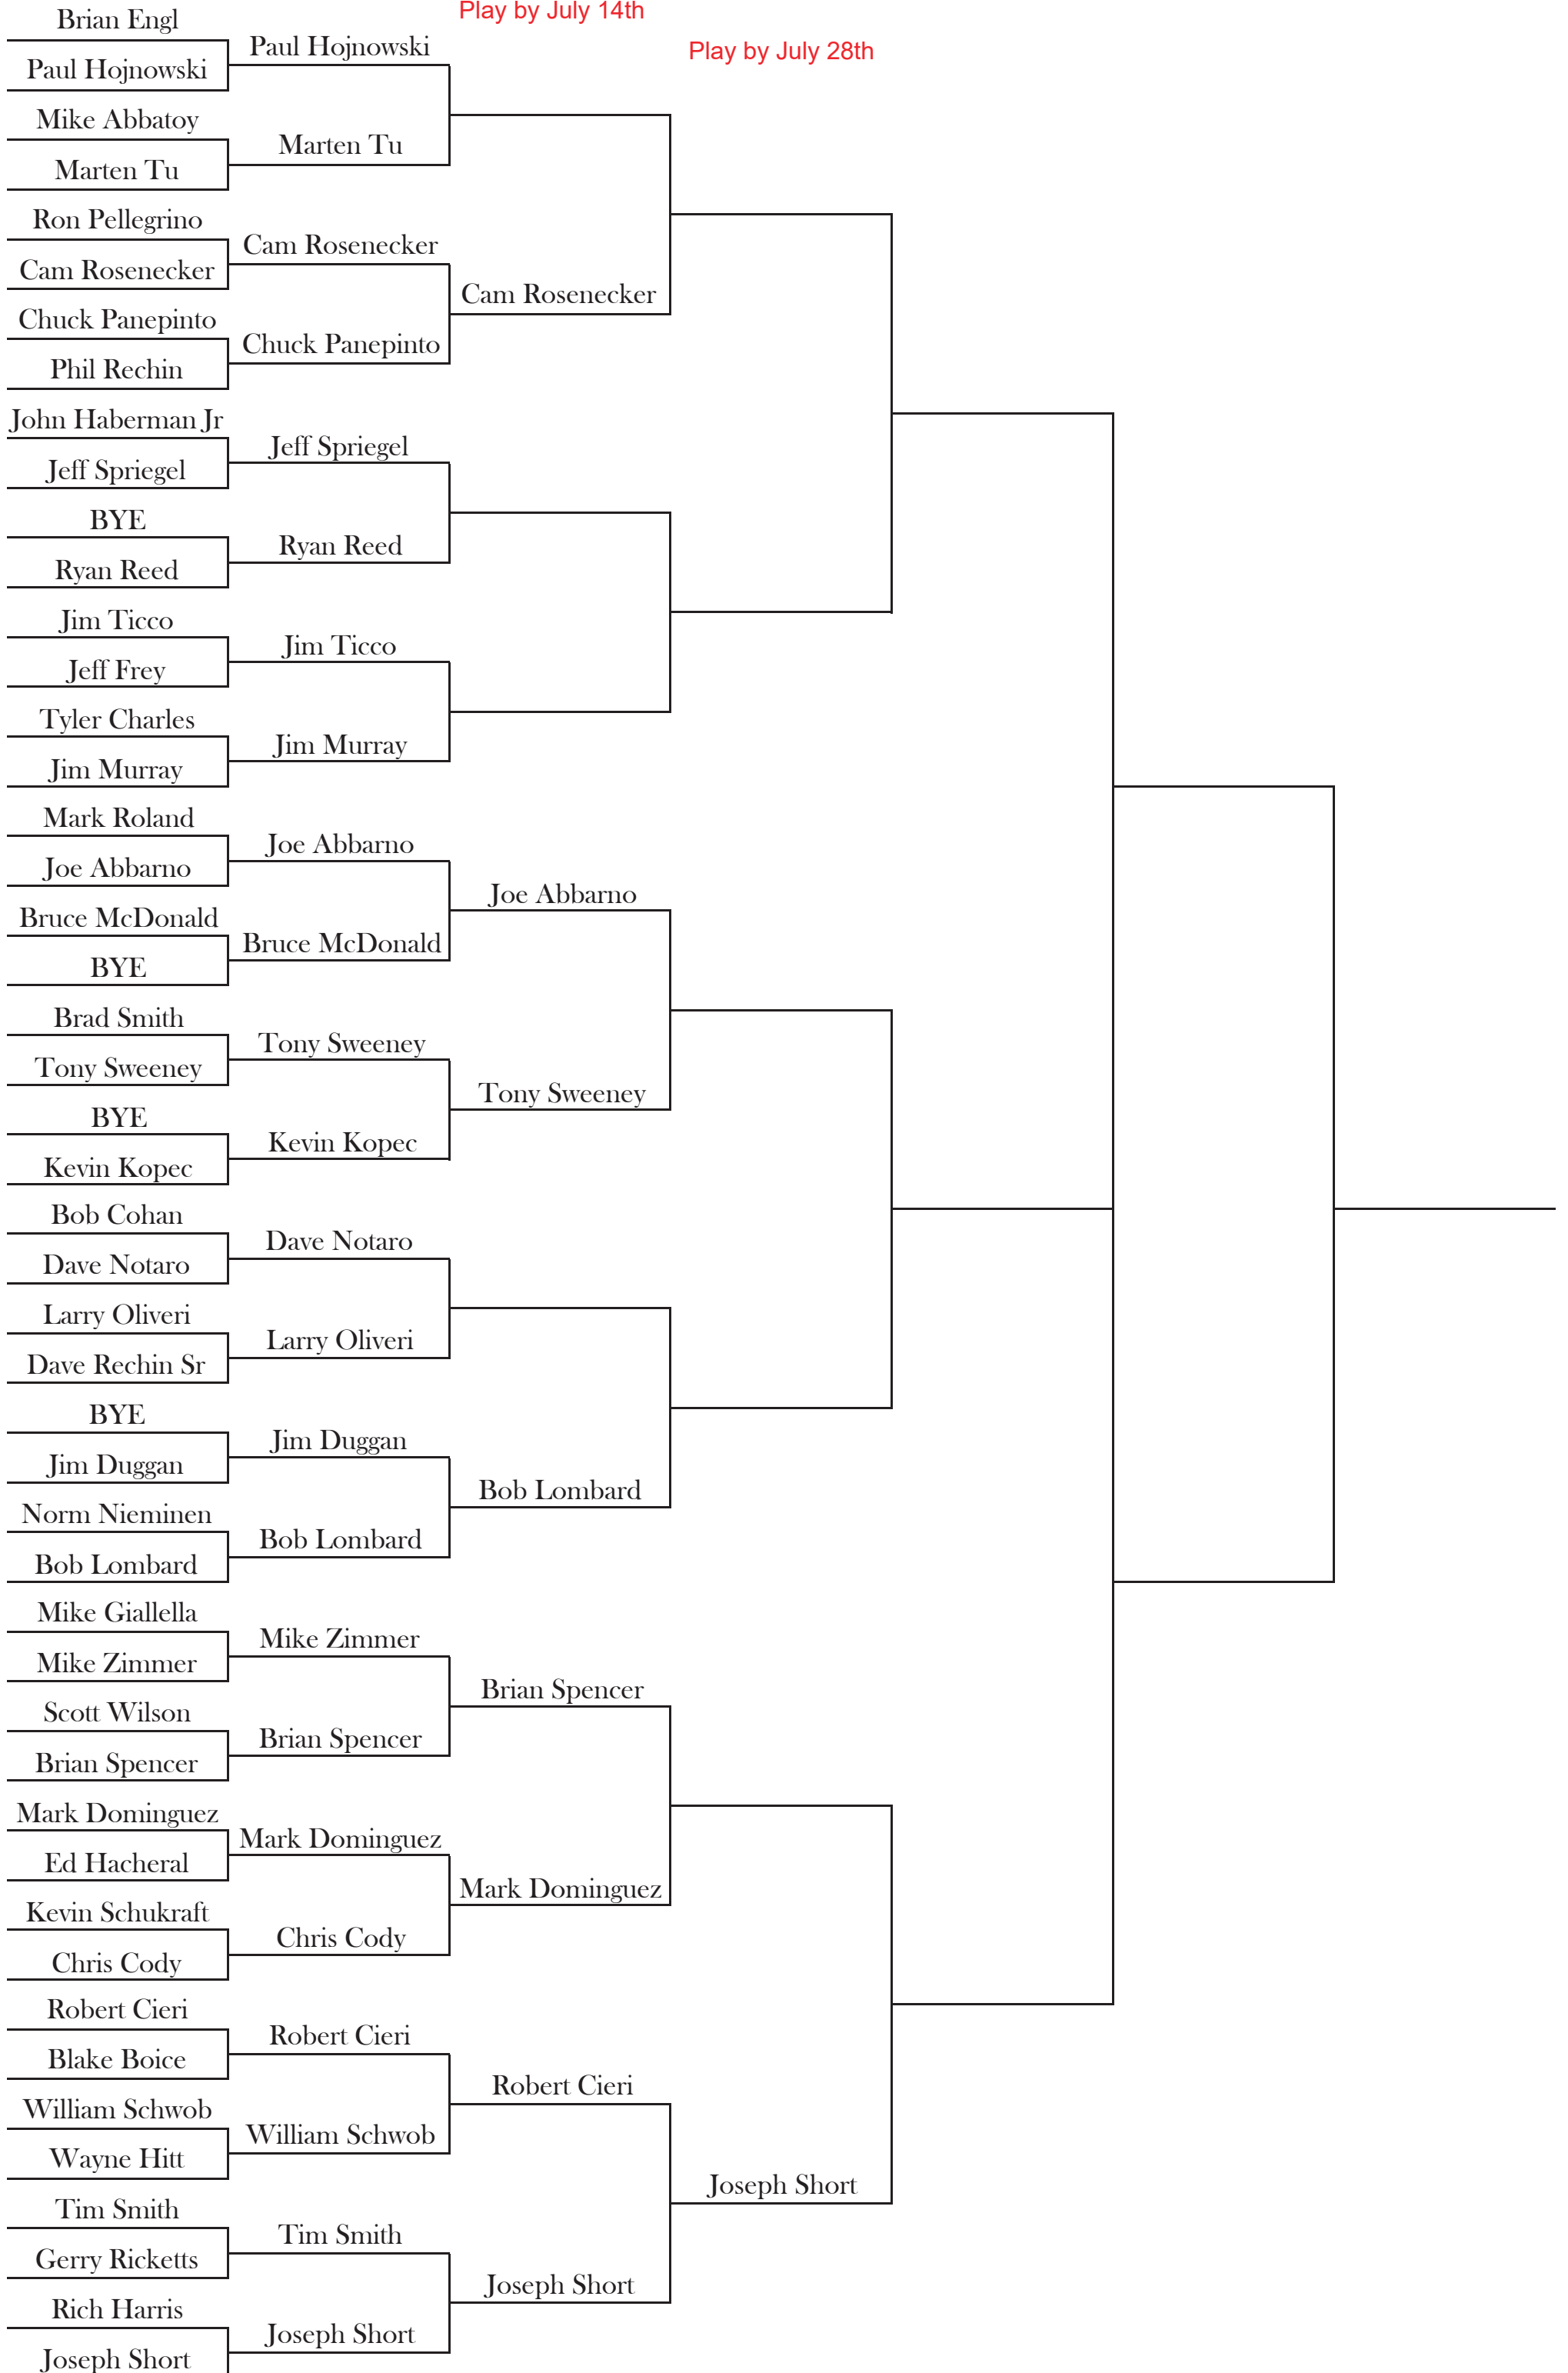 Play by July 14th
Play by July 28th
Brian Engl
Paul Hojnowski
Mike Abbatoy
Marten Tu
Ron Pellegrino
Cam Rosenecker
Chuck Panepinto
Phil Rechin
John Haberman Jr
Jeff Spriegel
BYE
Ryan Reed
Jim Ticco
Jeff Frey
Tyler Charles
Jim Murray
Mark Roland
Joe Abbarno
Bruce McDonald
BYE
Brad Smith
Tony Sweeney
BYE
Kevin Kopec
Bob Cohan
Dave Notaro
Larry Oliveri
Dave Rechin Sr
BYE
Jim Duggan
Norm Nieminen
Bob Lombard
Mike Giallella
Mike Zimmer
Scott Wilson
Brian Spencer
Mark Dominguez
Ed Hacheral
Kevin Schukraft
Chris Cody
Robert Cieri
Blake Boice
William Schwob
Wayne Hitt
Tim Smith
Gerry Ricketts
Rich Harris
Joseph Short
Paul Hojnowski
Marten Tu
Cam Rosenecker
Chuck Panepinto
Jeff Spriegel
Ryan Reed
Jim Ticco
Jim Murray
Joe Abbarno
Bruce McDonald
Tony Sweeney
Kevin Kopec
Dave Notaro
Larry Oliveri
Jim Duggan
Bob Lombard
Mike Zimmer
Brian Spencer
Mark Dominguez
Chris Cody
Robert Cieri
William Schwob
Tim Smith
Joseph Short
Cam Rosenecker
Joe Abbarno
Tony Sweeney
Bob Lombard
Brian Spencer
Mark Dominguez
Robert Cieri
Joseph Short
Joseph Short